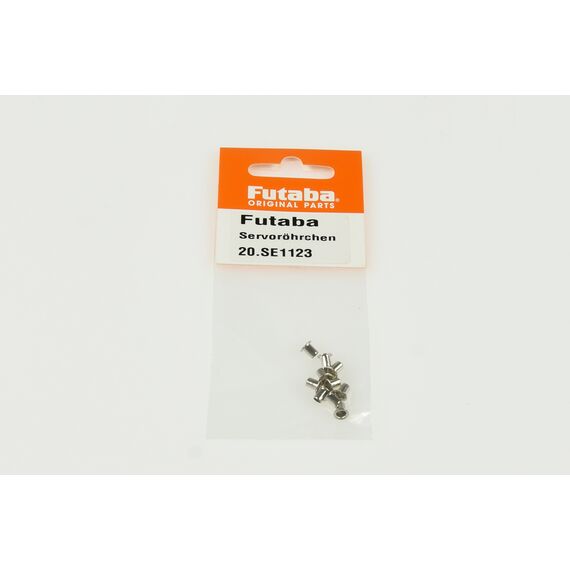 Futaba®
ORIGINAL PARTS
Futaba
Servoröhrchen
20.SE1123